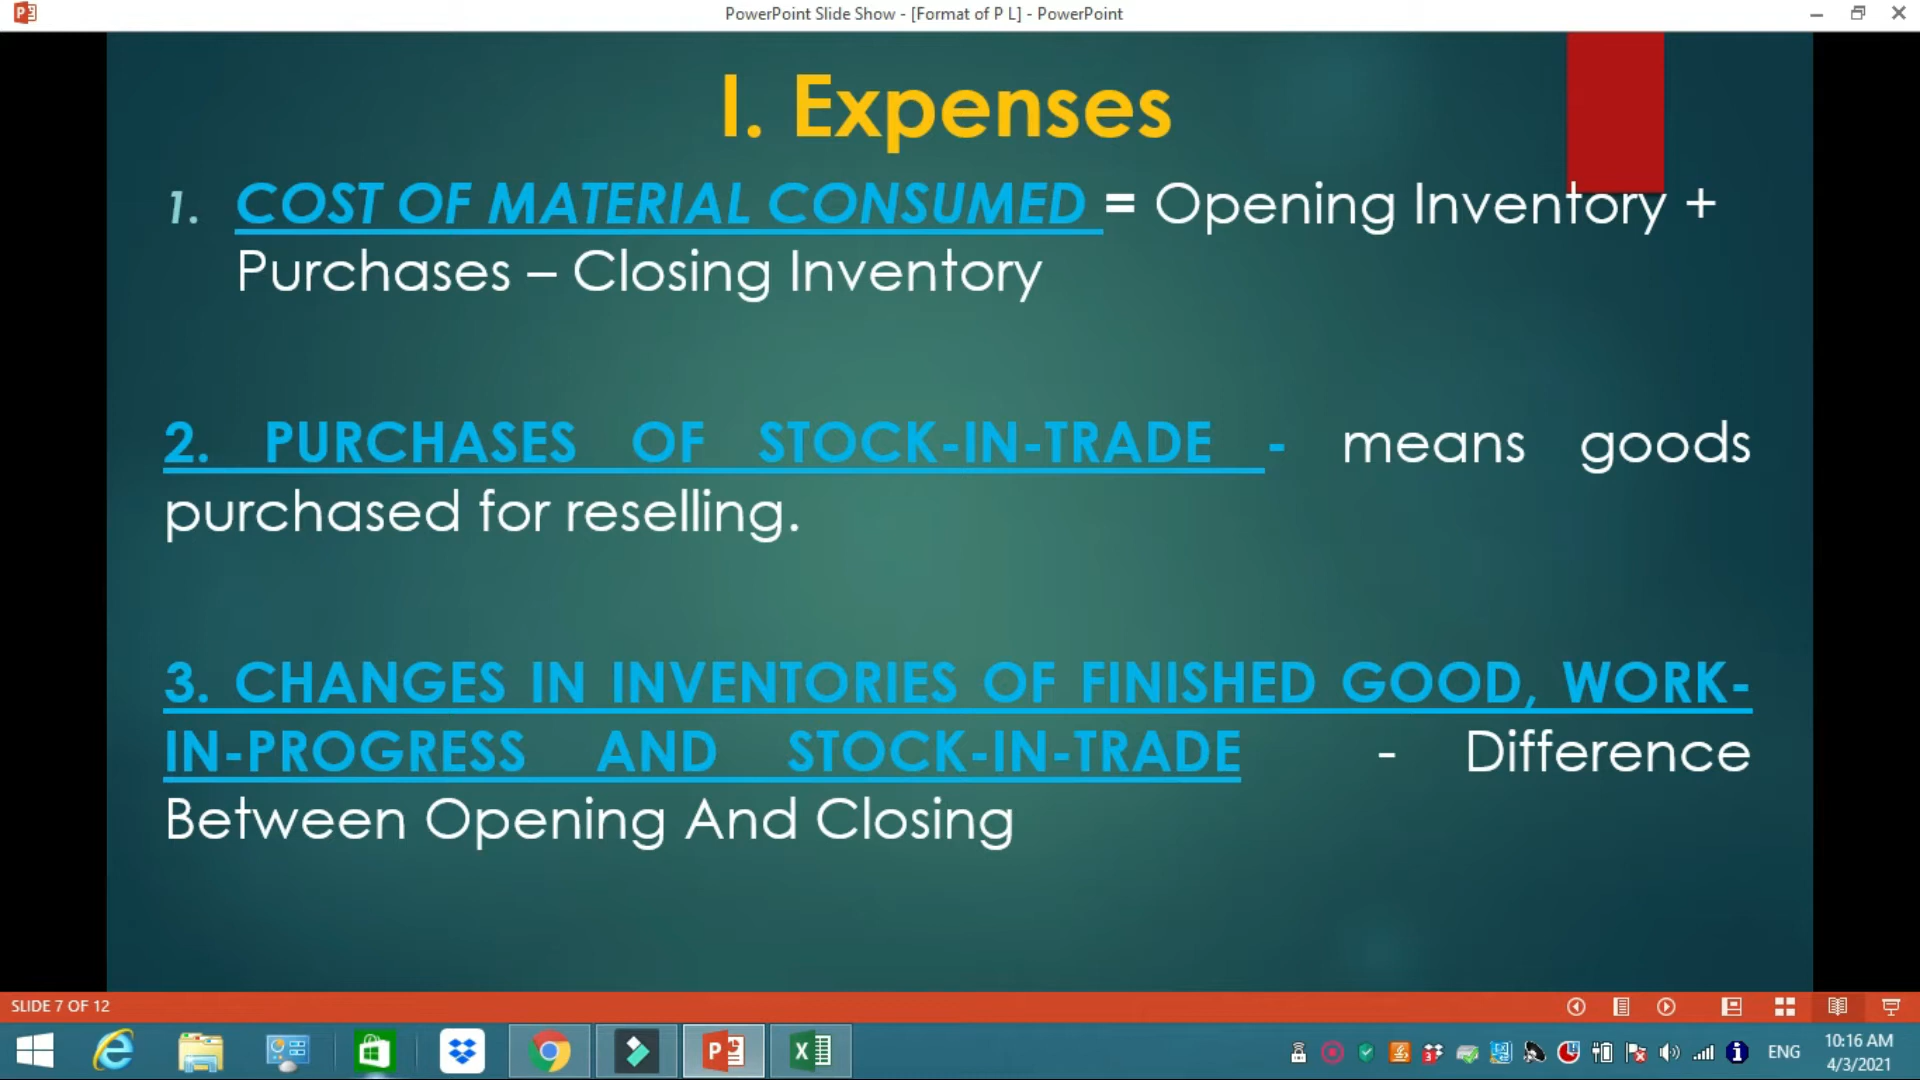 PowerPoint Slide Show - [Format of P L] - PowerPoint
I. Expenses
1. COST OF MATERIAL CONSUMED = Opening Inventory +
Purchases – Closing Inventory
2. PURCHASES OF STOCK-IN-TRADE - means goods
purchased for reselling.
3. CHANGES IN INVENTORIES OF FINISHED GOOD, WORK-
IN-PROGRESS AND STOCK-IN-TRADE - Difference
Between Opening And Closing
SLIDE 7 OF 12
ENG
10:16 AM
4/3/2021